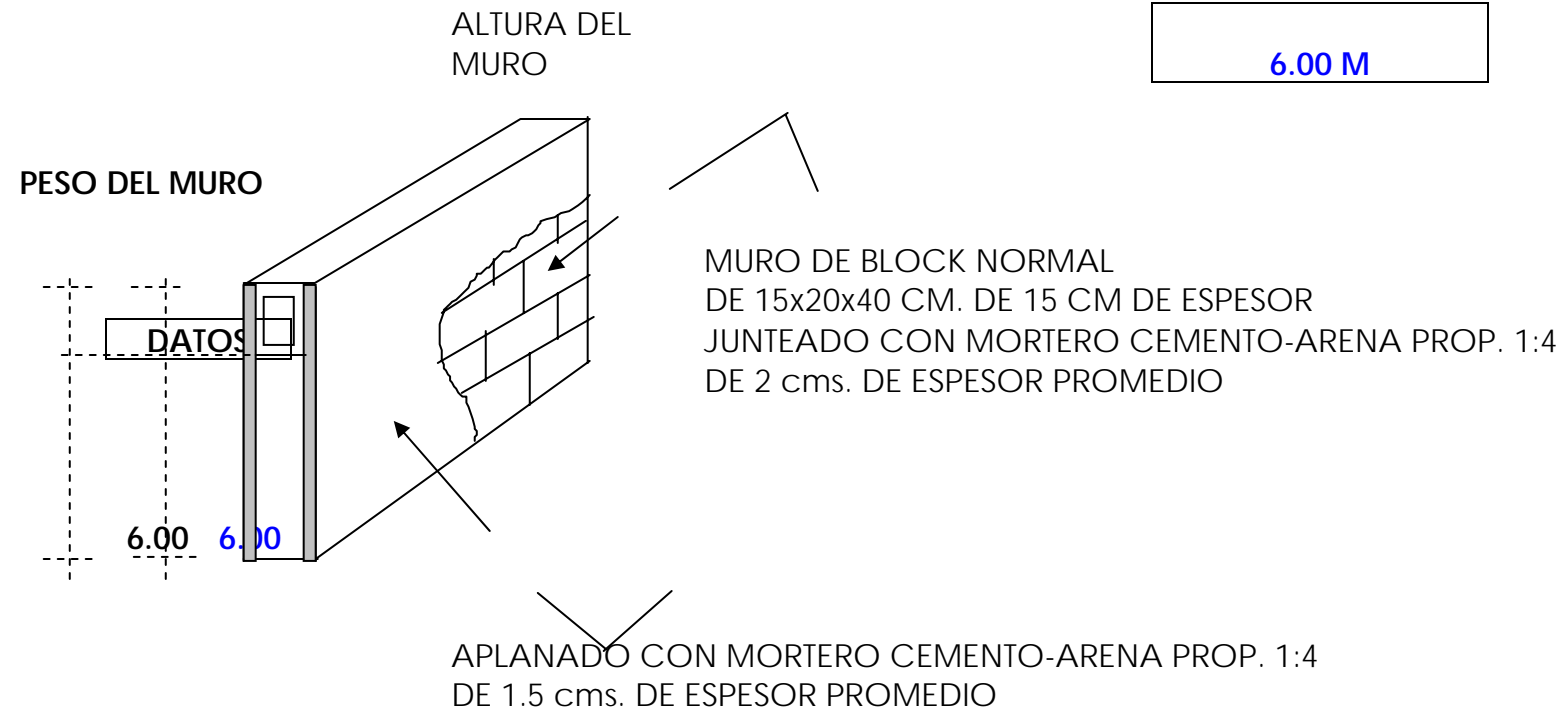 ALTURA DEL
MURO
6.00 M
PESO DEL MURO
MURO DE BLOCK NORMAL
DE 15x20x40 CM. DE 15 CM DE ESPESOR
JUNTEADO CON MORTERO CEMENTO-ARENA PROP. 1:4
DE 2 cms. DE ESPESOR PROMEDIO
DATOS
6.00 6.00
APLANADO CON MORTERO CEMENTO-ARENA PROP. 1:4
DE 1.5 cms. DE ESPESOR PROMEDIO